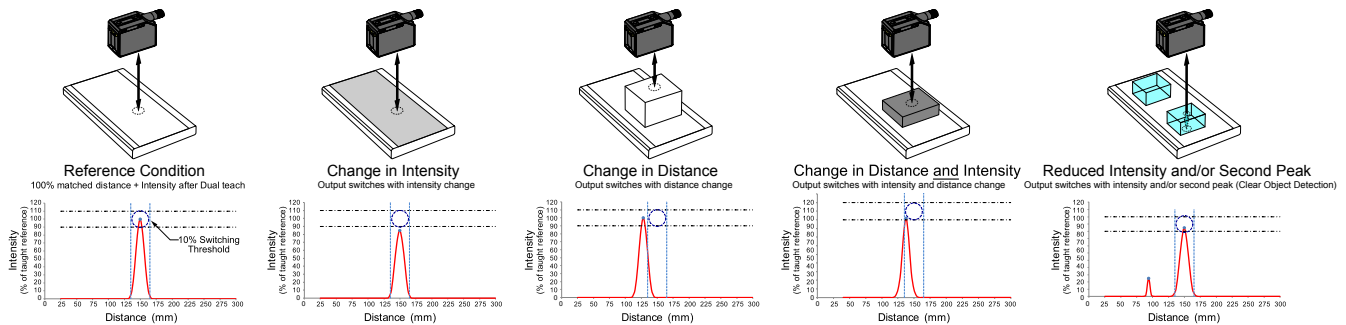 Reference Condition
100% matched distance + Intensity after Dual teach
Intensity
(% of taught reference)
120
110
100
90
80
70
60
50
40
30
20
10
0
10% Switching
Threshold
0 25 50 75 100 125 150 175 200 225 250 275 300
Distance (mm)
Change in Intensity
Output switches with intensity change
Intensity
(% of taught reference)
120
110
100
90
80
70
60
50
40
30
20
10
0
0 25 50 75 100 125 150 175 200 225 250 275 300
Distance (mm)
Change in Distance
Output switches with distance change
Intensity
(% of taught reference)
120
110
100
90
80
70
60
50
40
30
20
10
0
0 25 50 75 100 125 150 175 200 225 250 275 300
Distance (mm)
Change in Distance and Intensity
Output switches with intensity and distance change
Intensity
(% of taught reference)
120
110
100
90
80
70
60
50
40
30
20
10
0
0 25 50 75 100 125 150 175 200 225 250 275 300
Distance (mm)
Reduced Intensity and/or Second Peak
Output switches with intensity and/or second peak (Clear Object Detection)
Intensity
(% of taught reference)
120
110
100
90
80
70
60
50
40
30
20
10
0
0 25 50 75 100 125 150 175 200 225 250 275 300
Distance (mm)